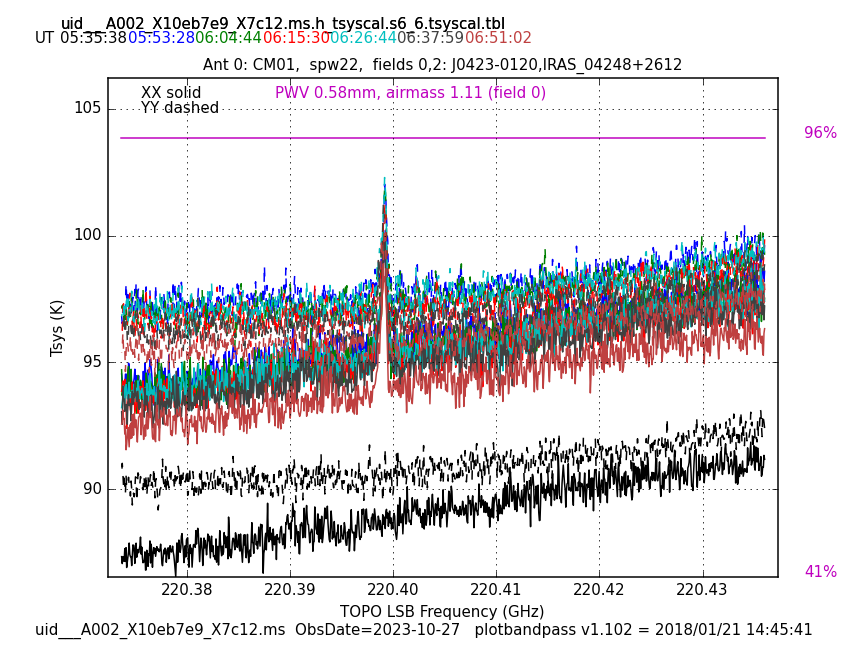 uid___A002_X10eb7e9_X7c12.ms.h_tsyscal.s6_6.tsyscal.tbl
UT 05:35:38 05:53:28 06:04:44 06:15:30 06:26:44 06:37:59 06:51:02
Ant 0: CM01,  spw22,  fields 0,2: J0423-0120,IRAS_04248+2612
XX solid
PWV 0.58mm, airmass 1.11 (field 0)
YY dashed
105
96%
100
Tsys (K)
95
90
41%
220.38 220.39 220.40 220.41 220.42 220.43
TOPO LSB Frequency (GHz)
uid___A002_X10eb7e9_X7c12.ms  ObsDate=2023-10-27   plotbandpass v1.102 = 2018/01/21 14:45:41